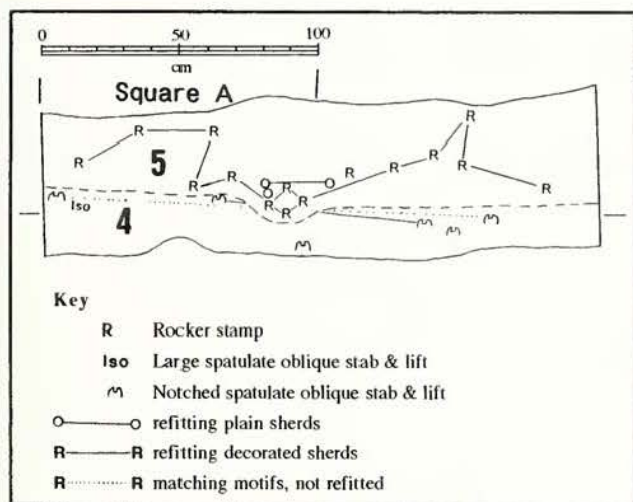 0 50 100
cm
Square A
R R R
5
R
R R R R R
R R R R R R R
Iso 4
Key
R Rocker stamp
Iso Large spatulate oblique stab & lift
Notched spatulate oblique stab & lift
O O refitting plain sherds
R R refitting decorated sherds
R R matching motifs, not refitted